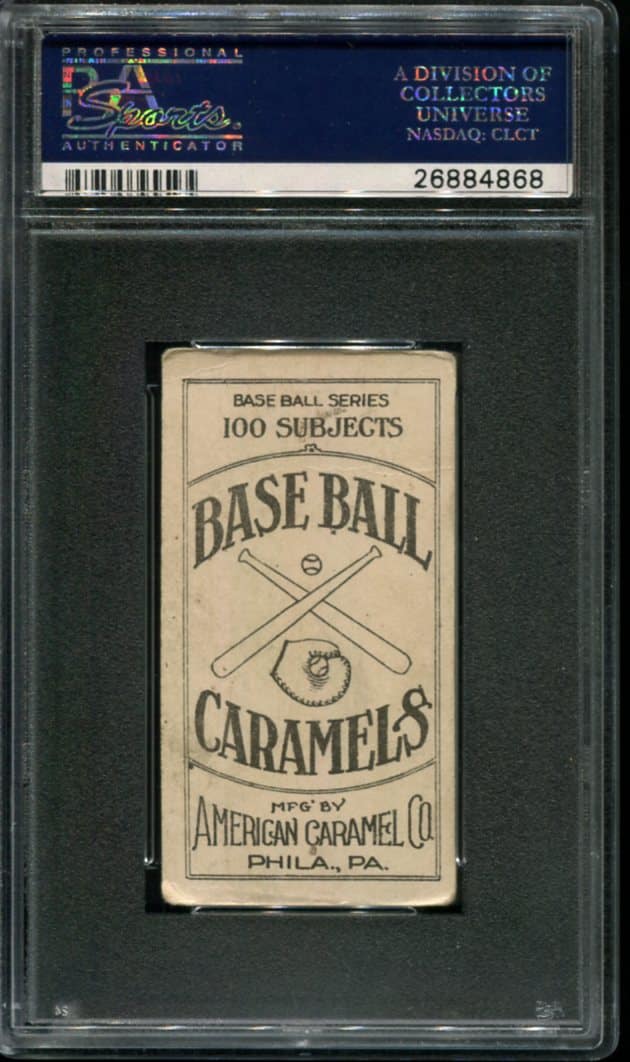 PROFESSIONAL
PSA
Sports
AUTHENTICATOR
A DIVISION OF
COLLECTORS
UNIVERSE
NASDAQ: CLCT
26884868
BASE BALL SERIES
100 SUBJECTS
BASE BALL
CARAMELS
MFG' BY
AMERICAN CARAMEL CO.
PHILA., PA.